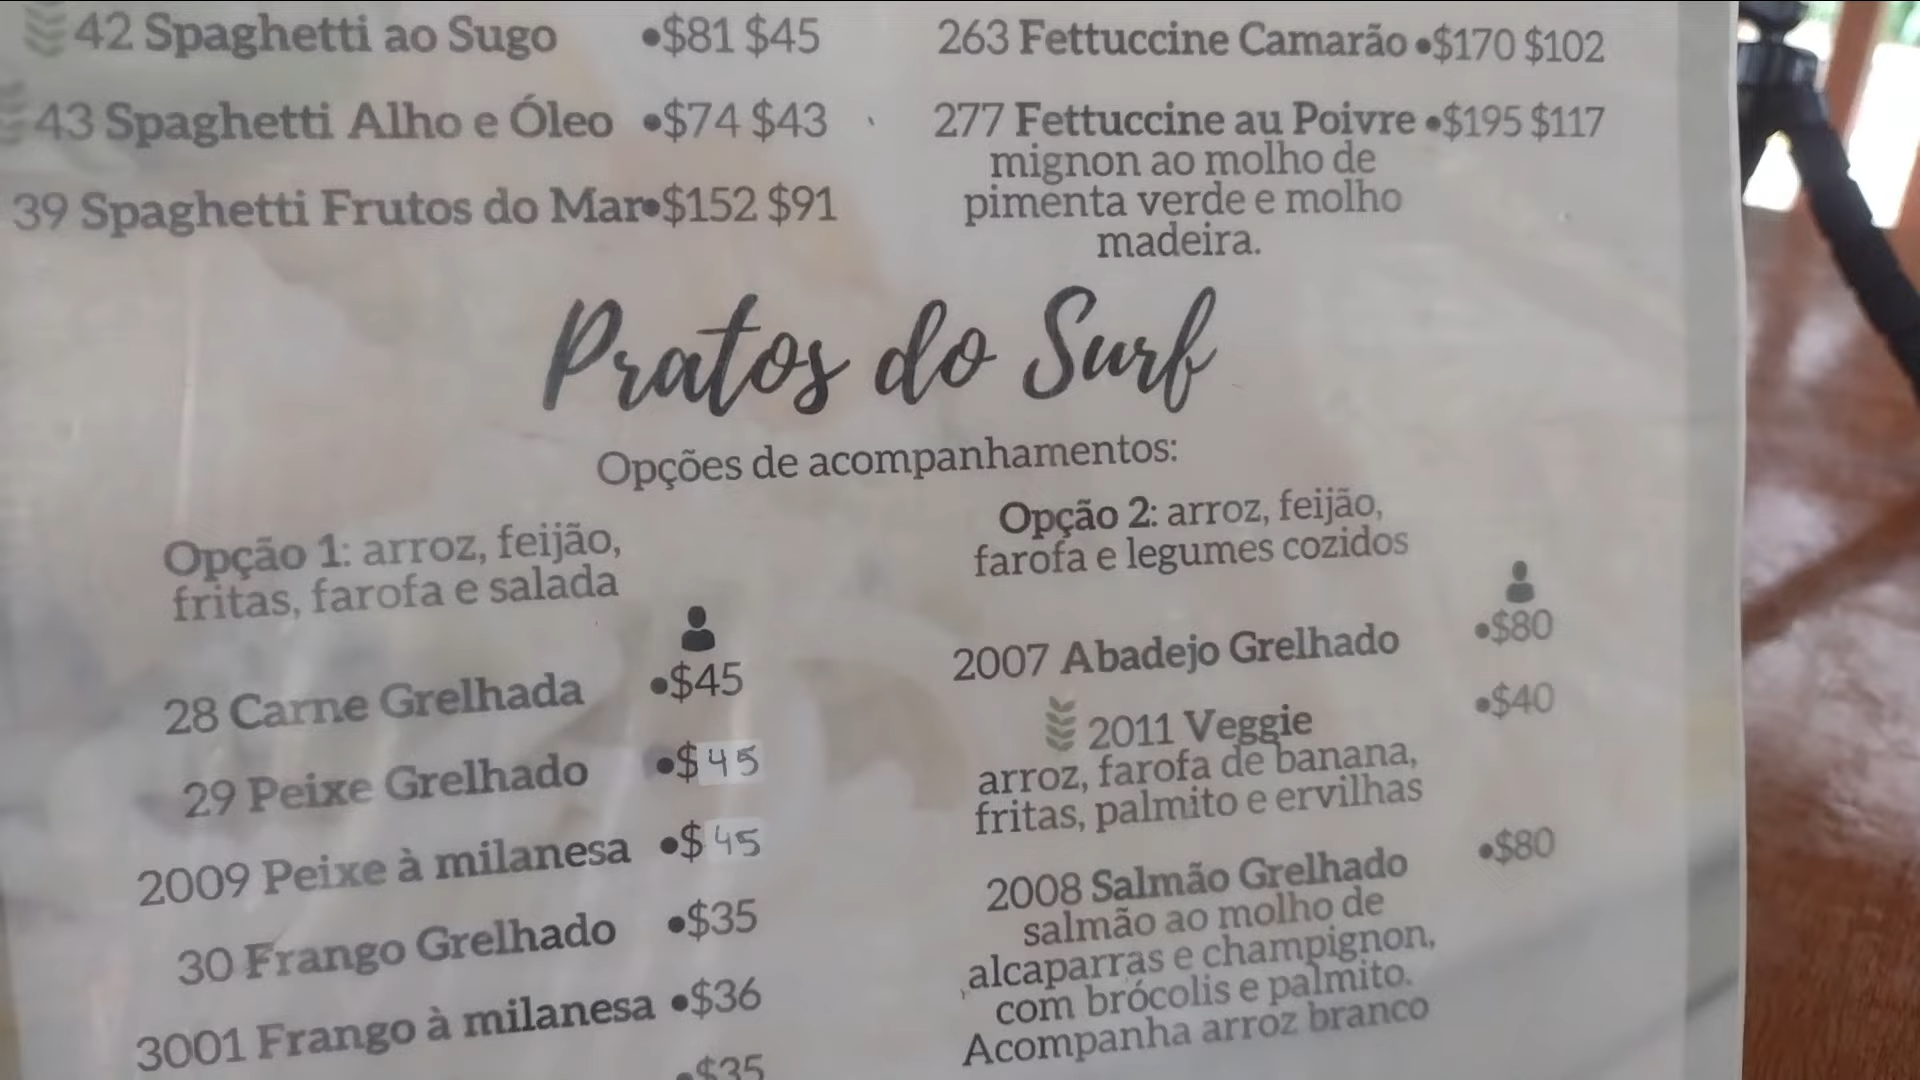 42 Spaghetti ao Sugo •$81 $45
43 Spaghetti Alho e Óleo •$74 $43
39 Spaghetti Frutos do Mar•$152 $91
263 Fettuccine Camarão •$170 $102
277 Fettuccine au Poivre •$195 $117
mignon ao molho de
pimenta verde e molho
madeira.
Pratos do Surf
Opções de acompanhamentos:
Opção 1: arroz, feijão,
fritas, farofa e salada
28 Carne Grelhada •$45
29 Peixe Grelhado •$45
2009 Peixe à milanesa •$45
30 Frango Grelhado •$35
3001 Frango à milanesa •$36
•$35
Opção 2: arroz, feijão,
farofa e legumes cozidos
2007 Abadejo Grelhado •$80
2011 Veggie •$40
arroz, farofa de banana,
fritas, palmito e ervilhas
2008 Salmão Grelhado •$80
salmão ao molho de
alcaparras e champignon,
com brócolis e palmito.
Acompanha arroz branco